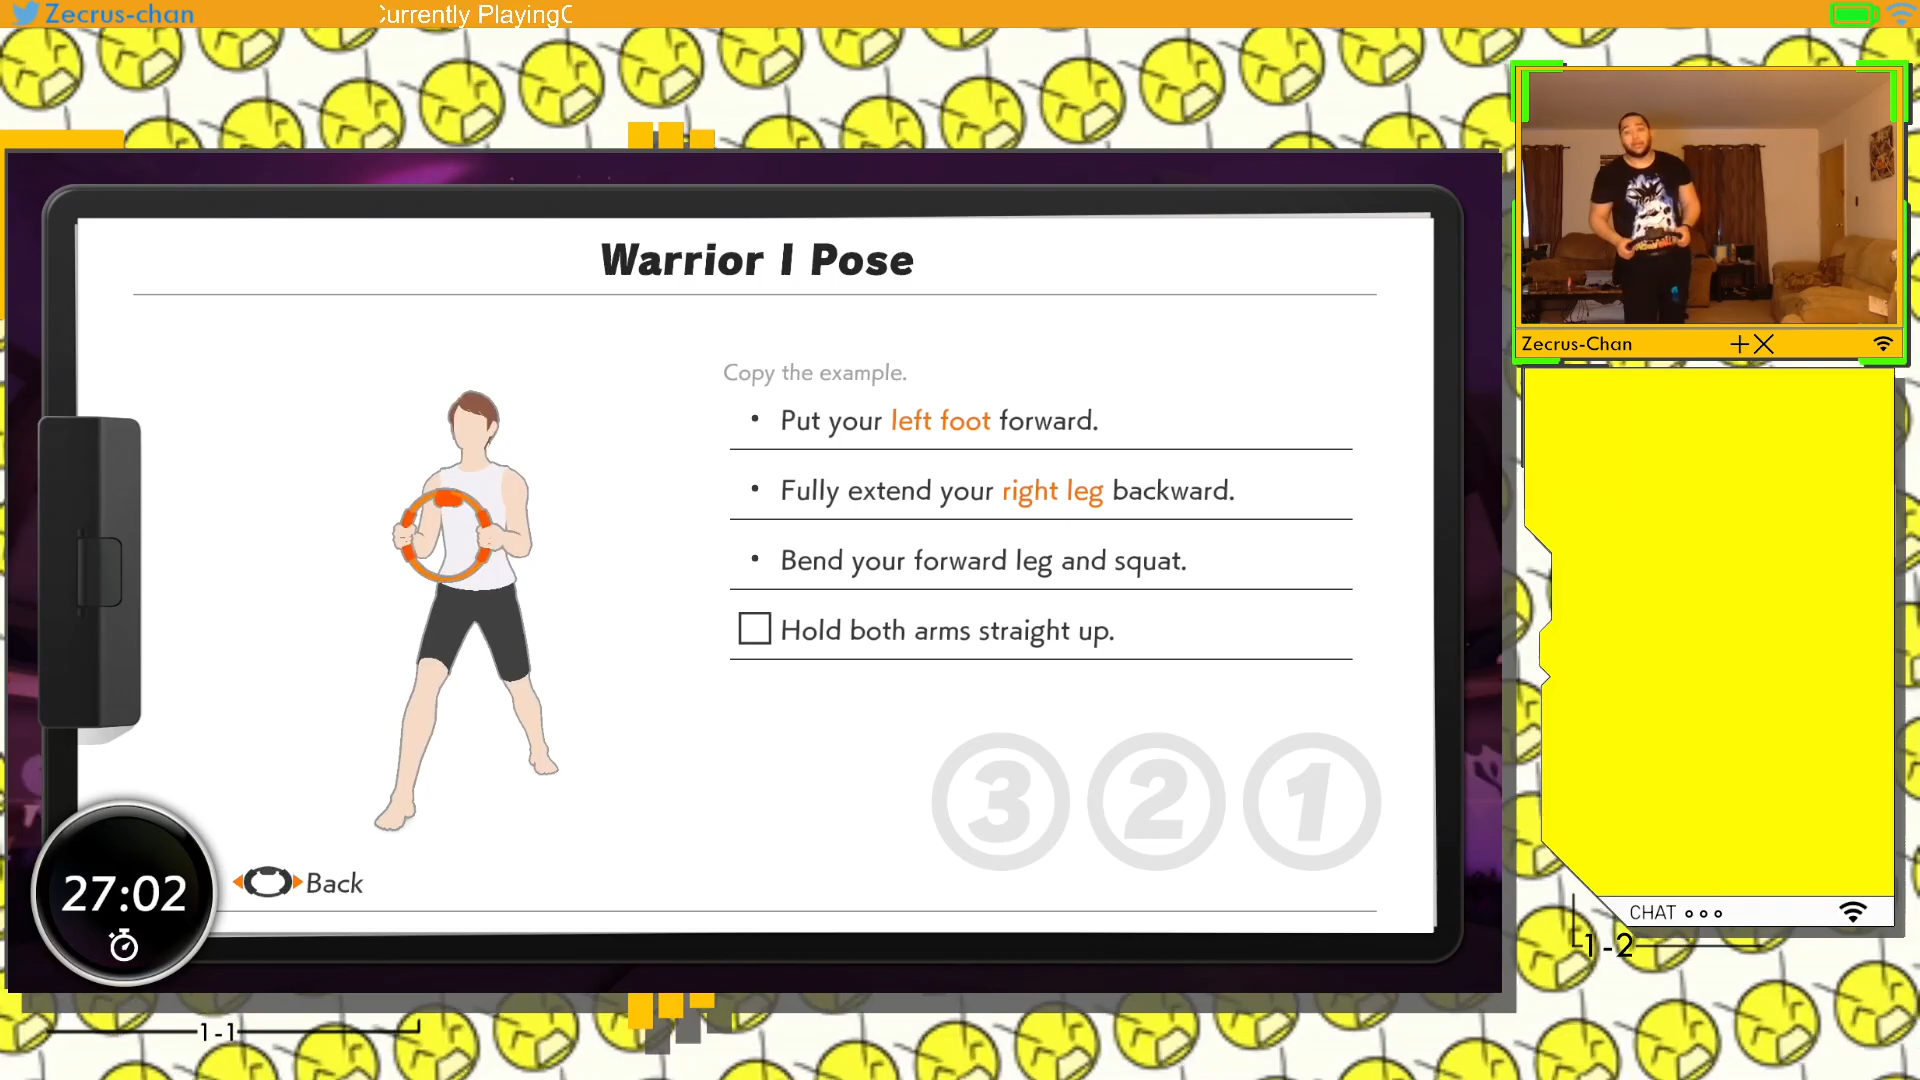 Zecrus-chan
Currently Playing
Warrior I Pose
Copy the example.
• Put your left foot forward.
• Fully extend your right leg backward.
• Bend your forward leg and squat.
Hold both arms straight up.
3 2 1
27:02
Back
Zecrus-Chan
CHAT
1-2
1-1